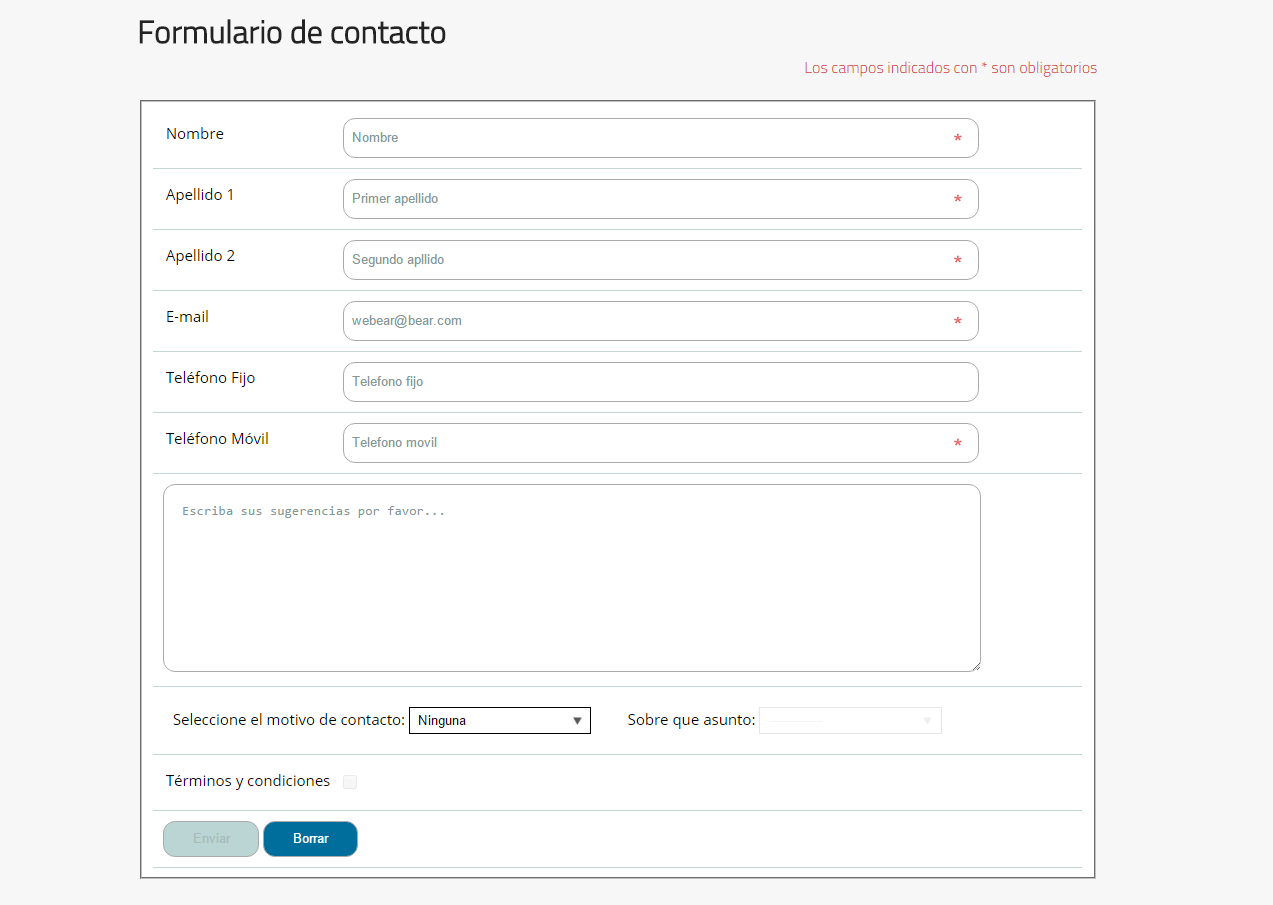 Formulario de contacto
Los campos indicados con * son obligatorios
Nombre Nombre *
Apellido 1 Primer apellido *
Apellido 2 Segundo apllido *
E-mail webear@bear.com *
Teléfono Fijo Telefono fijo
Teléfono Móvil Telefono movil *
Escriba sus sugerencias por favor...
Seleccione el motivo de contacto: Ninguna Sobre que asunto: ----------
Términos y condiciones
Enviar Borrar